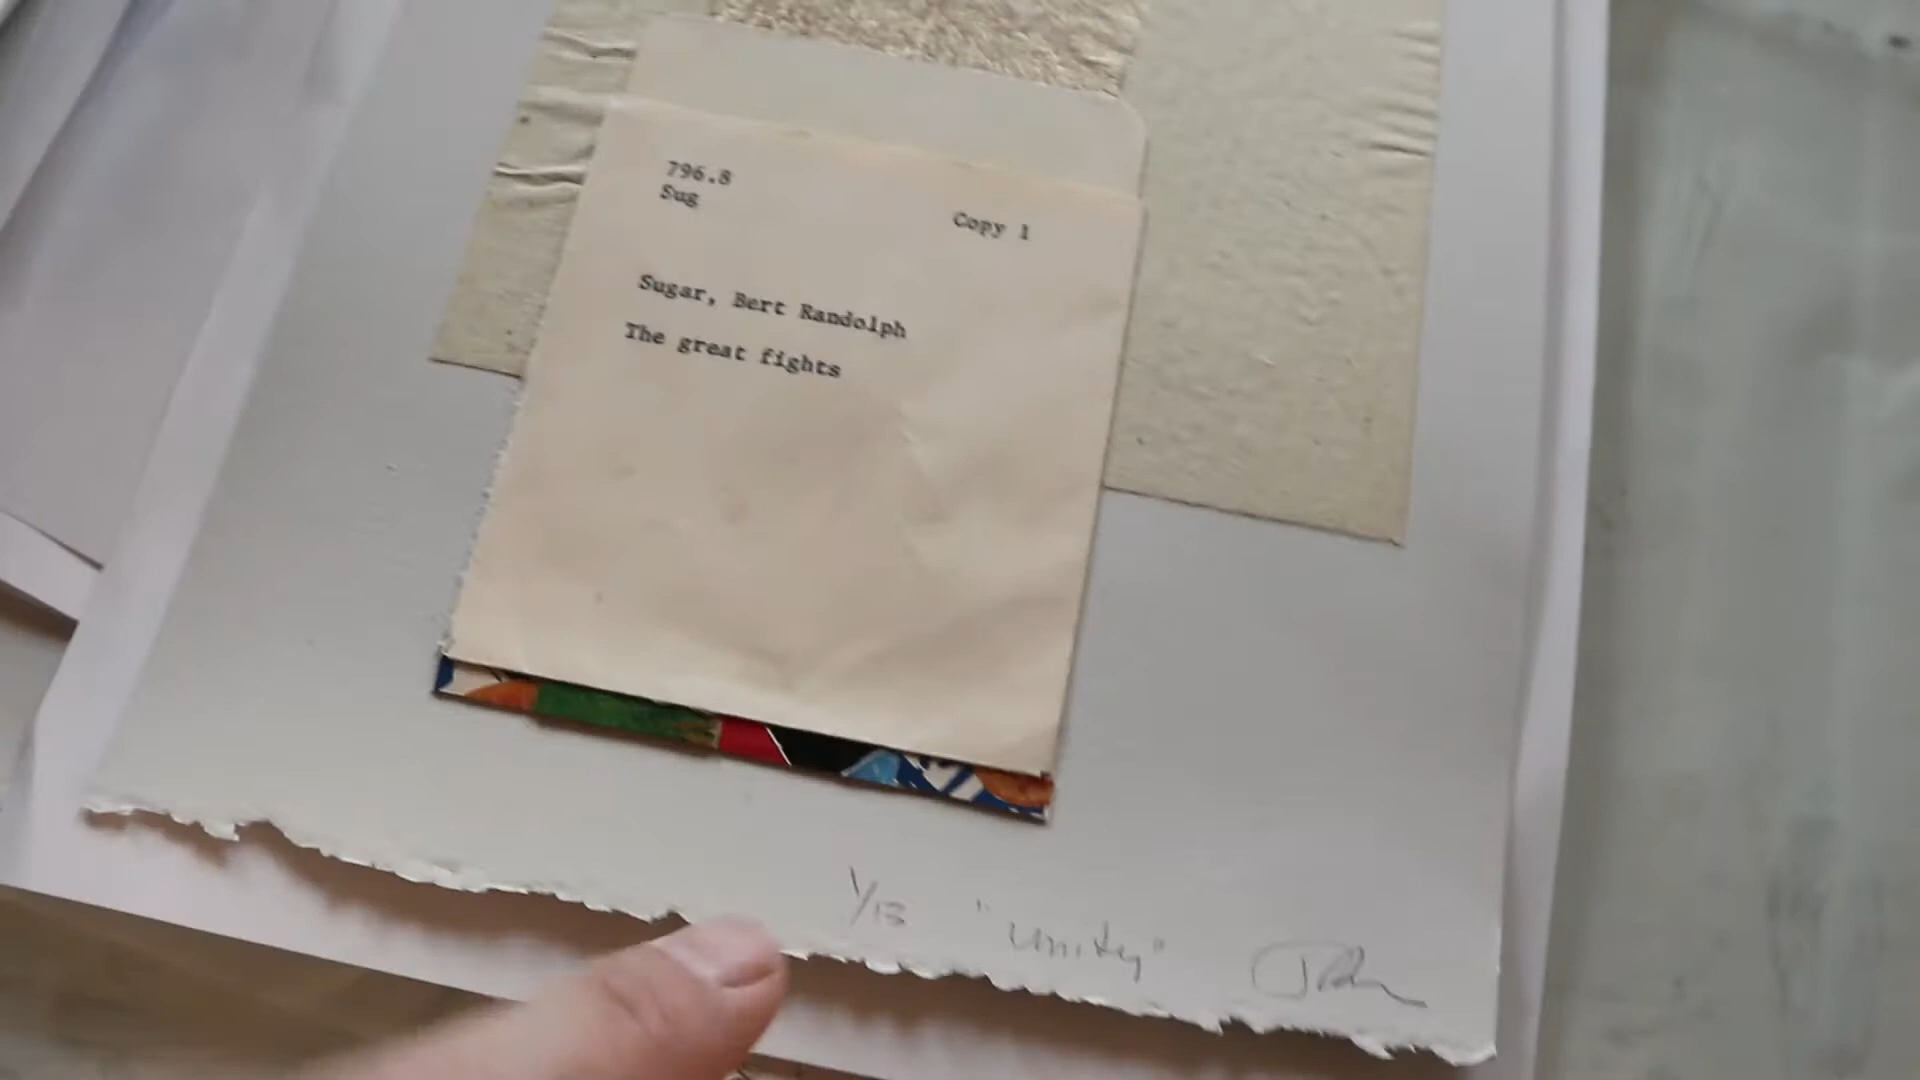 796.8
Sug
Copy 1
Sugar, Bert Randolph
The great fights
1/13 "Unity"